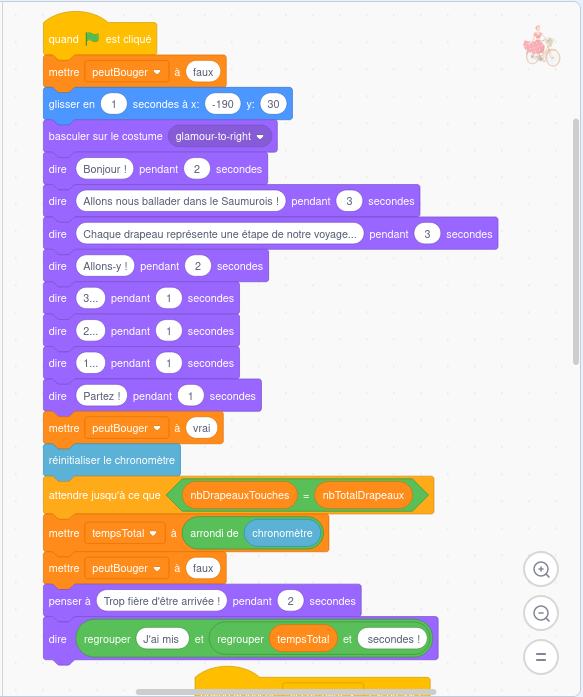 quand est cliqué
mettre peutBouger à faux
glisser en 1 secondes à x: -190 y: 30
basculer sur le costume glamour-to-right
dire Bonjour ! pendant 2 secondes
dire Allons nous ballader dans le Saumurois ! pendant 3 secondes
dire Chaque drapeau représente une étape de notre voyage... pendant 3 secondes
dire Allons-y ! pendant 2 secondes
dire 3... pendant 1 secondes
dire 2... pendant 1 secondes
dire 1... pendant 1 secondes
dire Partez ! pendant 1 secondes
mettre peutBouger à vrai
réinitialiser le chronomètre
attendre jusqu'à ce que nbDrapeauxTouches = nbTotalDrapeaux
mettre tempsTotal à arrondi de chronomètre
mettre peutBouger à faux
penser à Trop fière d'être arrivée ! pendant 2 secondes
dire regrouper J'ai mis et regrouper tempsTotal et secondes !